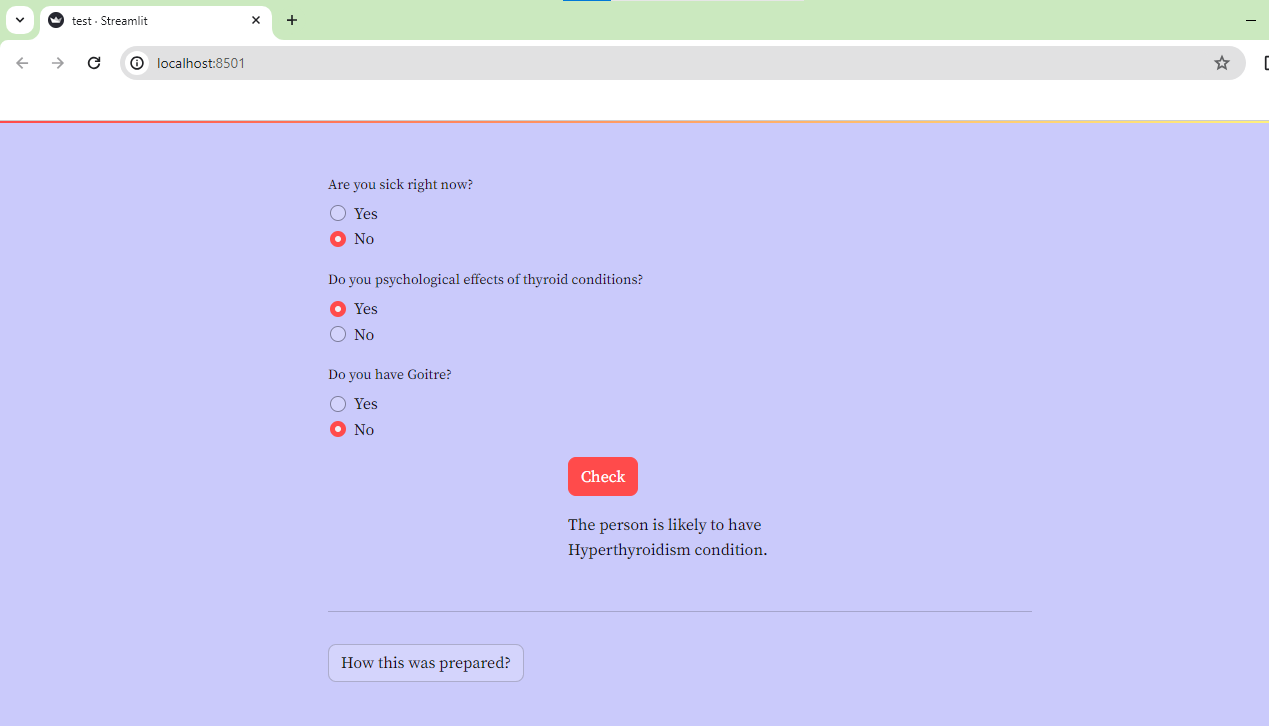 test · Streamlit
localhost:8501
Are you sick right now?
Yes
No
Do you psychological effects of thyroid conditions?
Yes
No
Do you have Goitre?
Yes
No
Check
The person is likely to have
Hyperthyroidism condition.
How this was prepared?